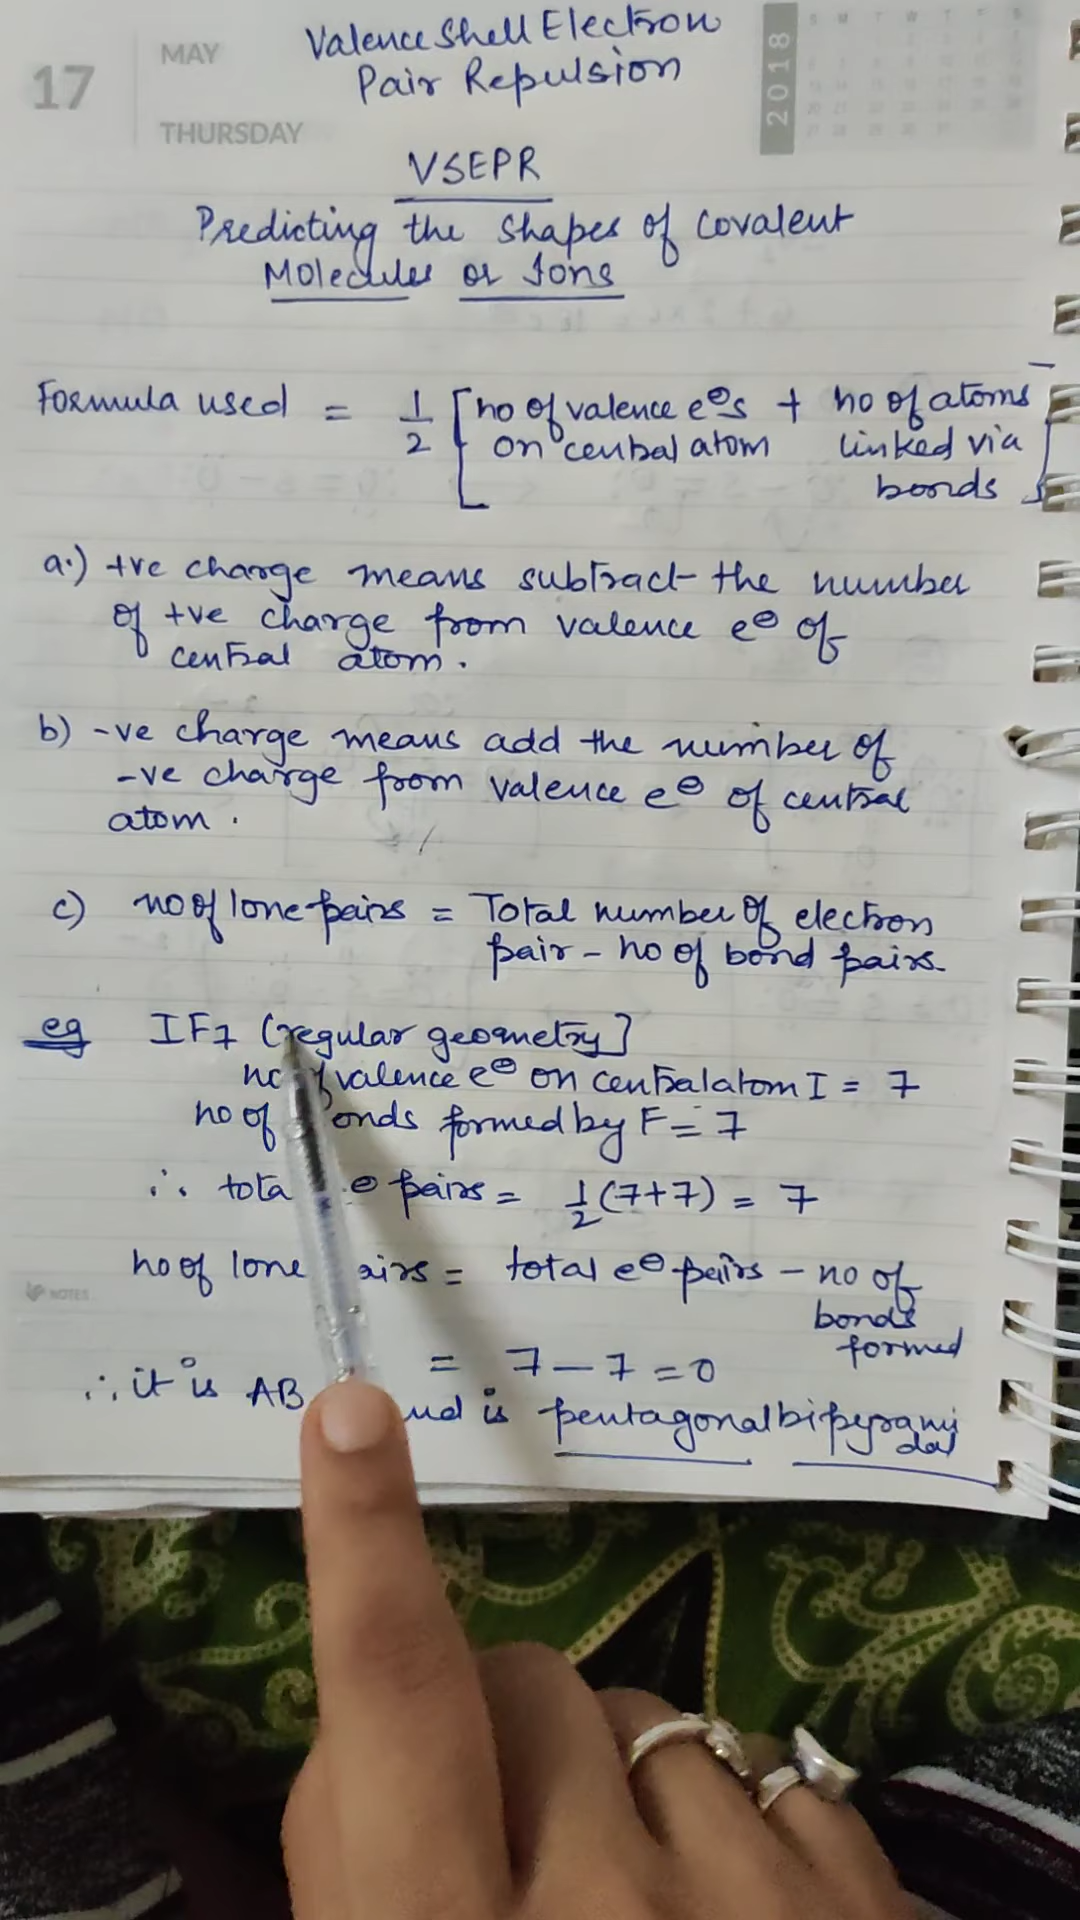 17
MAY
THURSDAY
2018
S M T W T F S
Valence Shell Electron
Pair Repulsion
VSEPR
Predicting the shapes of covalent
Molecules or Ions
Formula used = 1/2 [no of valence e⊖s + no of atoms
on central atom linked via
bonds]
a.) +ve charge means subtract the number
of +ve charge from valence e⊖ of
central atom.
b) -ve charge means add the number of
-ve charge from valence e⊖ of central
atom.
c) no of lone pairs = Total number of electron
pair - no of bond pairs
eg IF7 (regular geometry]
valence e⊖ on central atom I = 7
no of onds formed by F = 7
∴ tota e pairs = 1/2 (7+7) = 7
no of lone airs = total e⊖ pairs - no of
bonds
formed
= 7 - 7 = 0
∴ it is AB nd is pentagonal bipyrami
dal
NOTES